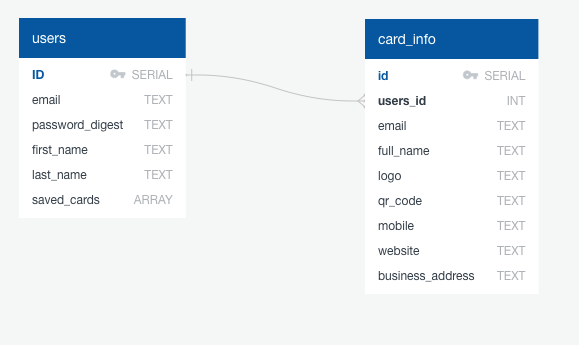 users
ID SERIAL
email TEXT
password_digest TEXT
first_name TEXT
last_name TEXT
saved_cards ARRAY
card_info
id SERIAL
users_id INT
email TEXT
full_name TEXT
logo TEXT
qr_code TEXT
mobile TEXT
website TEXT
business_address TEXT